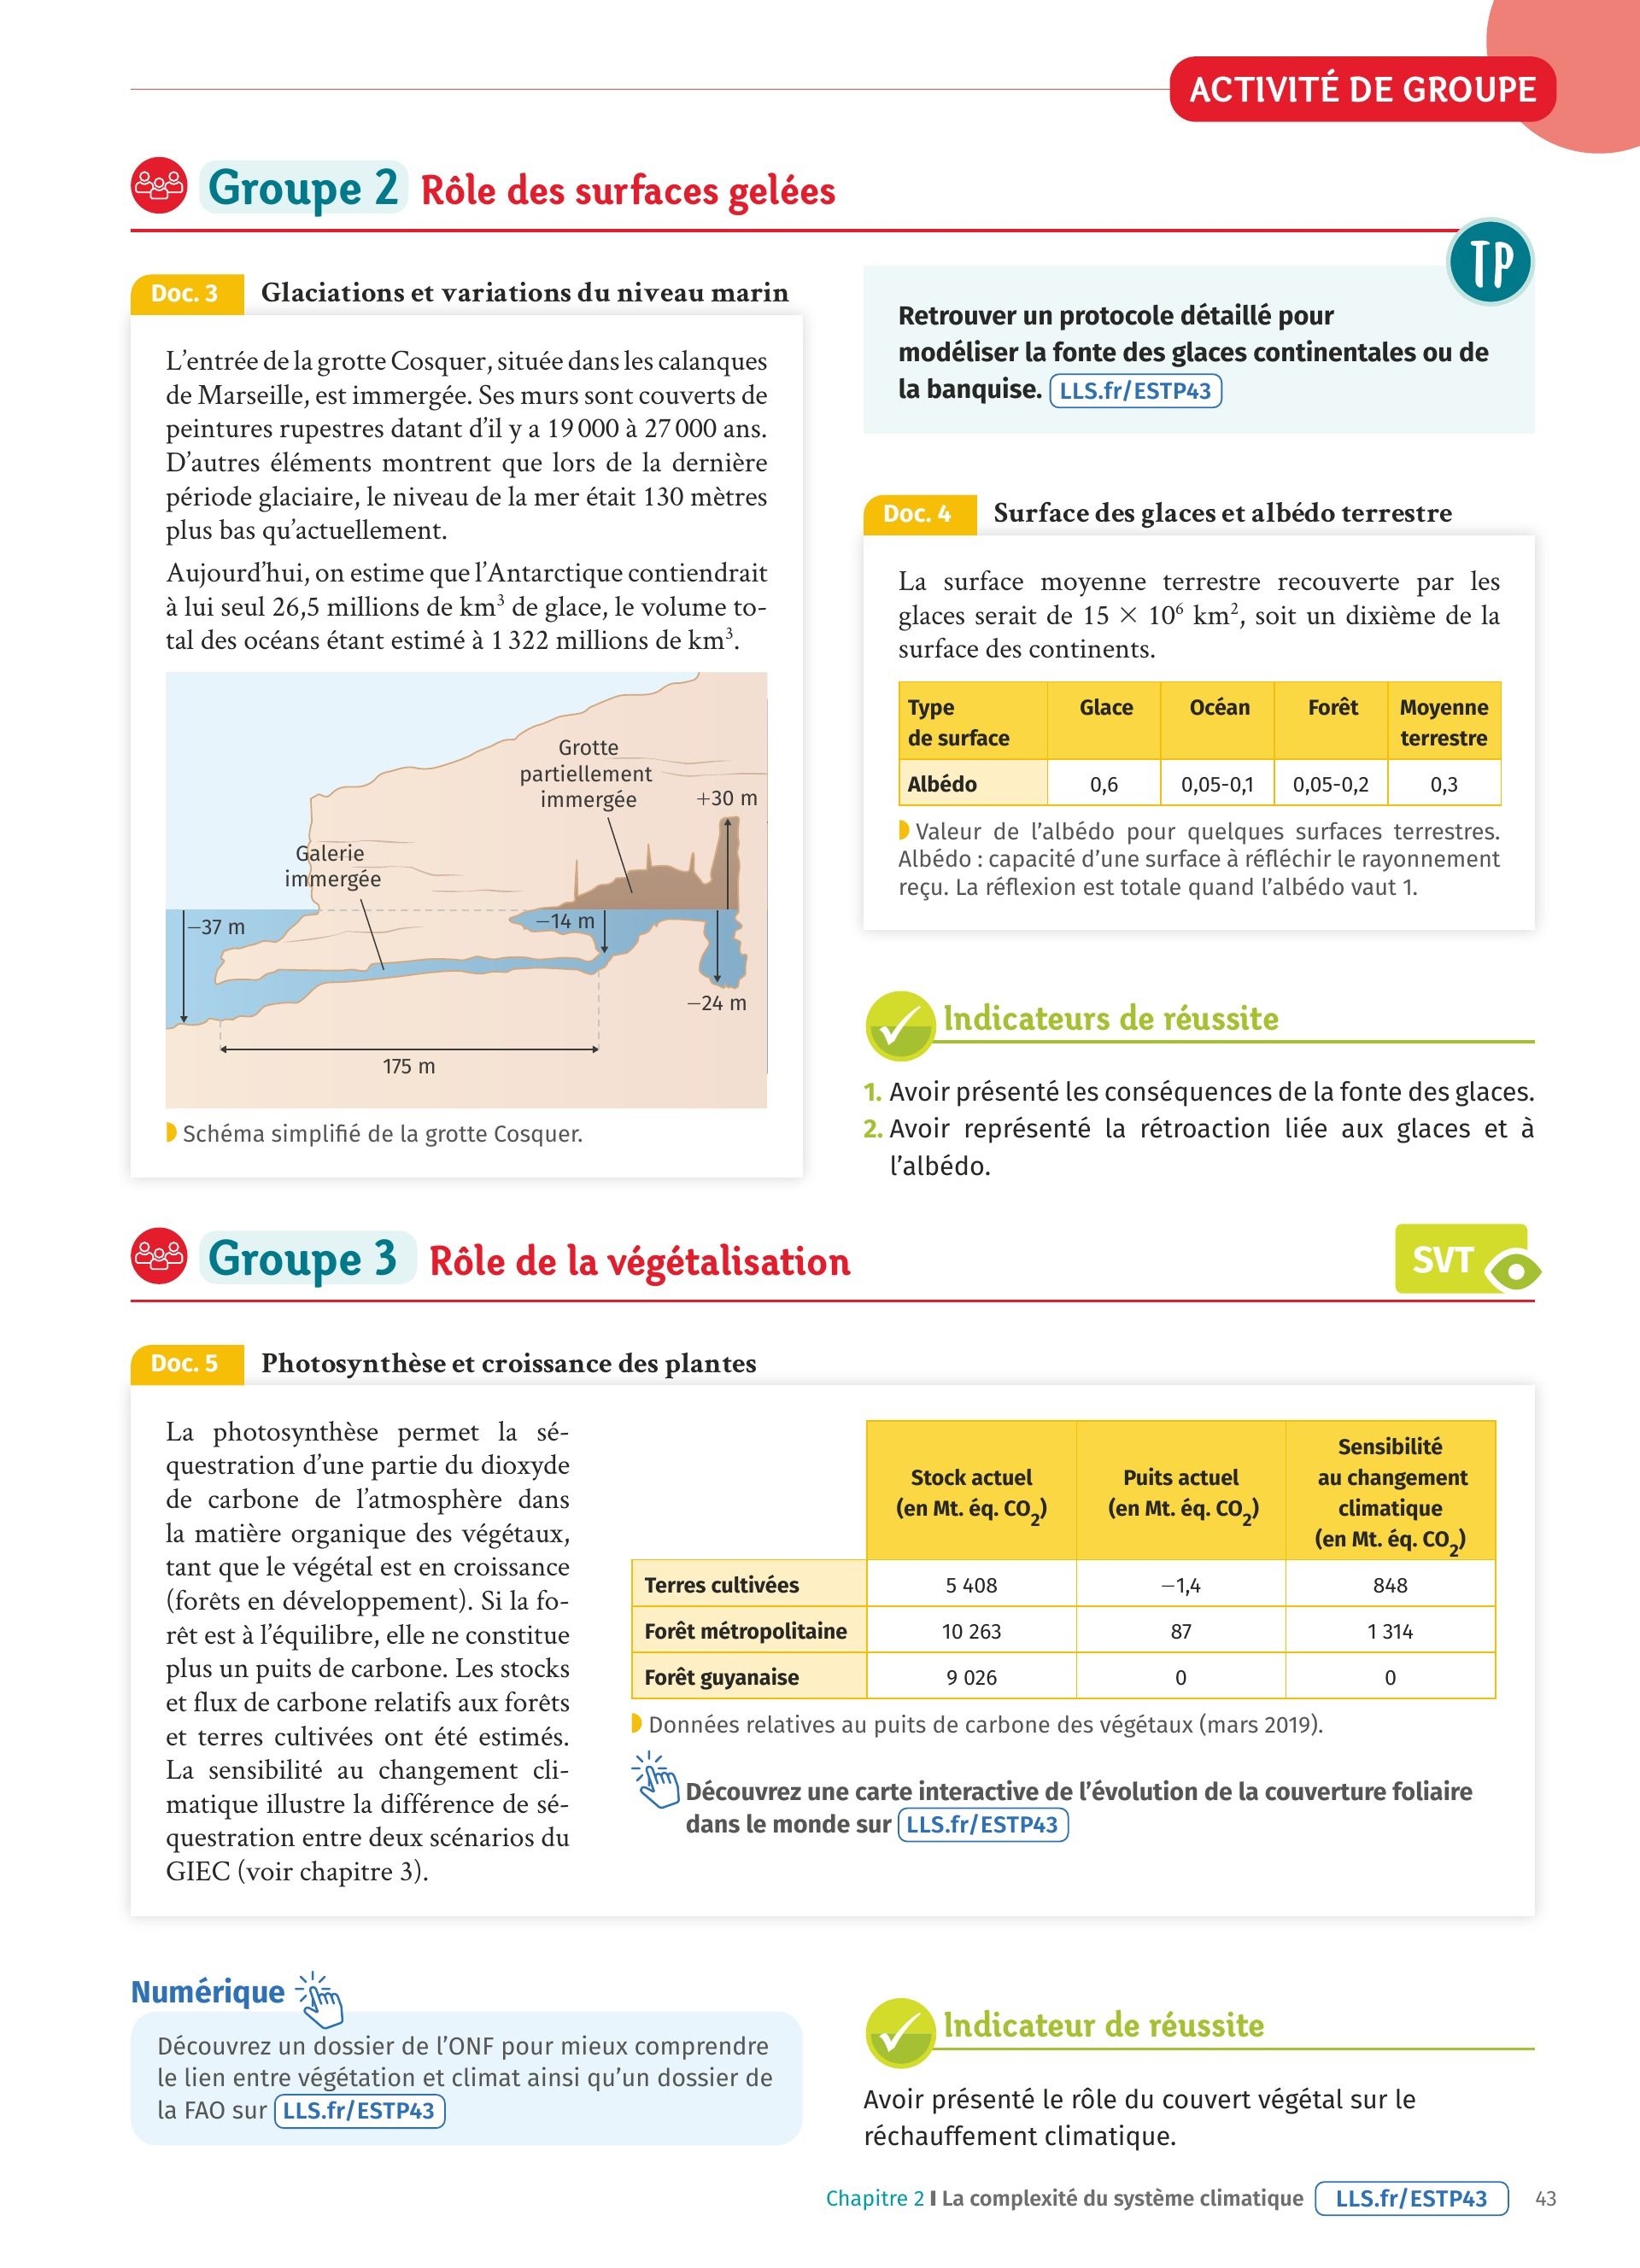 ACTIVITÉ DE GROUPE
Groupe 2 Rôle des surfaces gelées
Doc. 3 Glaciations et variations du niveau marin
L’entrée de la grotte Cosquer, située dans les calanques
de Marseille, est immergée. Ses murs sont couverts de
peintures rupestres datant d’il y a 19 000 à 27 000 ans.
D’autres éléments montrent que lors de la dernière
période glaciaire, le niveau de la mer était 130 mètres
plus bas qu’actuellement.
Aujourd’hui, on estime que l’Antarctique contiendrait
à lui seul 26,5 millions de km³ de glace, le volume to-
tal des océans étant estimé à 1 322 millions de km³.
Grotte
partiellement
immergée
+30 m
Galerie
immergée
−37 m
−14 m
−24 m
175 m
Schéma simplifié de la grotte Cosquer.
TP
Retrouver un protocole détaillé pour
modéliser la fonte des glaces continentales ou de
la banquise. LLS.fr/ESTP43
Doc. 4 Surface des glaces et albédo terrestre
La surface moyenne terrestre recouverte par les
glaces serait de 15 × 10⁶ km², soit un dixième de la
surface des continents.
Type
de surface
Glace
Océan
Forêt
Moyenne
terrestre
Albédo 0,6 0,05-0,1 0,05-0,2 0,3
Valeur de l’albédo pour quelques surfaces terrestres.
Albédo : capacité d’une surface à réfléchir le rayonnement
reçu. La réflexion est totale quand l’albédo vaut 1.
Indicateurs de réussite
1. Avoir présenté les conséquences de la fonte des glaces.
2. Avoir représenté la rétroaction liée aux glaces et à
l’albédo.
Groupe 3 Rôle de la végétalisation
SVT
Doc. 5 Photosynthèse et croissance des plantes
La photosynthèse permet la sé-
questration d’une partie du dioxyde
de carbone de l’atmosphère dans
la matière organique des végétaux,
tant que le végétal est en croissance
(forêts en développement). Si la fo-
rêt est à l’équilibre, elle ne constitue
plus un puits de carbone. Les stocks
et flux de carbone relatifs aux forêts
et terres cultivées ont été estimés.
La sensibilité au changement cli-
matique illustre la différence de sé-
questration entre deux scénarios du
GIEC (voir chapitre 3).
Stock actuel
(en Mt. éq. CO₂)
Puits actuel
(en Mt. éq. CO₂)
Sensibilité
au changement
climatique
(en Mt. éq. CO₂)
Terres cultivées 5 408 −1,4 848
Forêt métropolitaine 10 263 87 1 314
Forêt guyanaise 9 026 0 0
Données relatives au puits de carbone des végétaux (mars 2019).
Découvrez une carte interactive de l’évolution de la couverture foliaire
dans le monde sur LLS.fr/ESTP43
Numérique
Découvrez un dossier de l’ONF pour mieux comprendre
le lien entre végétation et climat ainsi qu’un dossier de
la FAO sur LLS.fr/ESTP43
Indicateur de réussite
Avoir présenté le rôle du couvert végétal sur le
réchauffement climatique.
Chapitre 2 I La complexité du système climatique LLS.fr/ESTP43 43